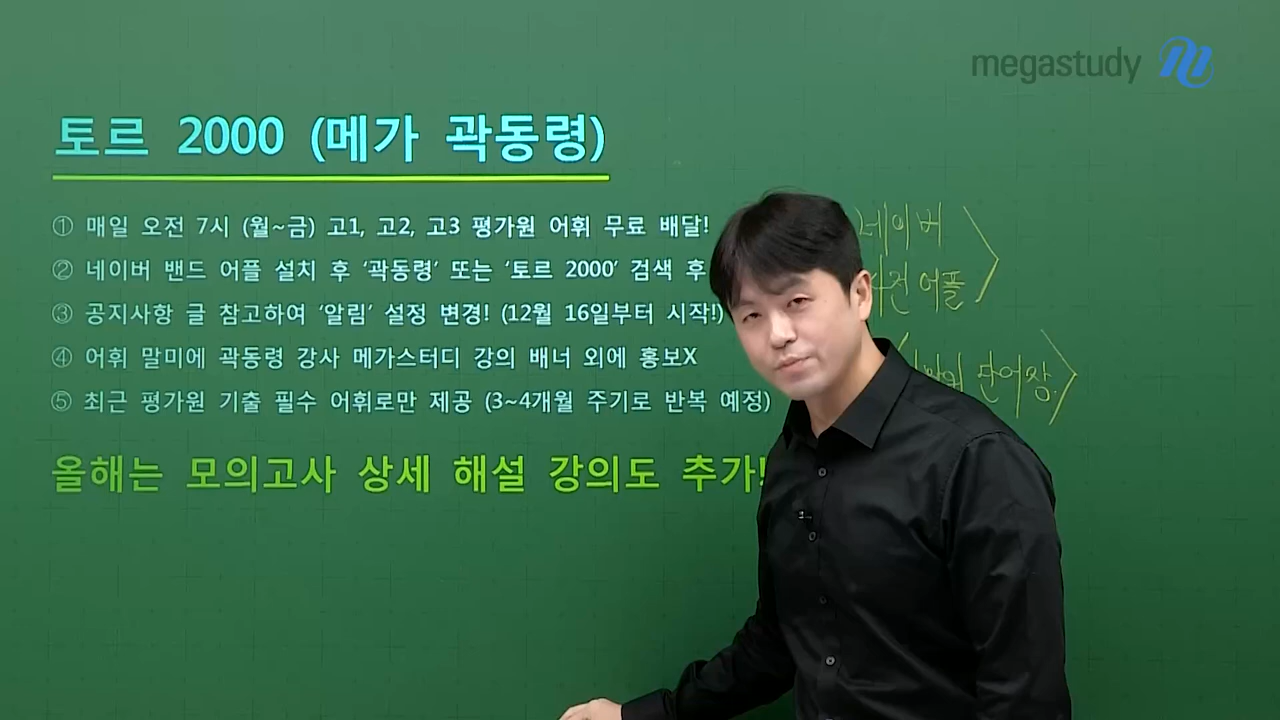 megastudy
토르 2000 (메가 곽동령)
① 매일 오전 7시 (월~금) 고1, 고2, 고3 평가원 어휘 무료 배달!
② 네이버 밴드 어플 설치 후 '곽동령' 또는 '토르 2000' 검색 후
③ 공지사항 글 참고하여 '알림' 설정 변경! (12월 16일부터 시작!)
④ 어휘 말미에 곽동령 강사 메가스터디 강의 배너 외에 홍보X
⑤ 최근 평가원 기출 필수 어휘로만 제공 (3~4개월 주기로 반복 예정)
올해는 모의고사 상세 해설 강의도 추가!
네이버
사전 어플
단어장